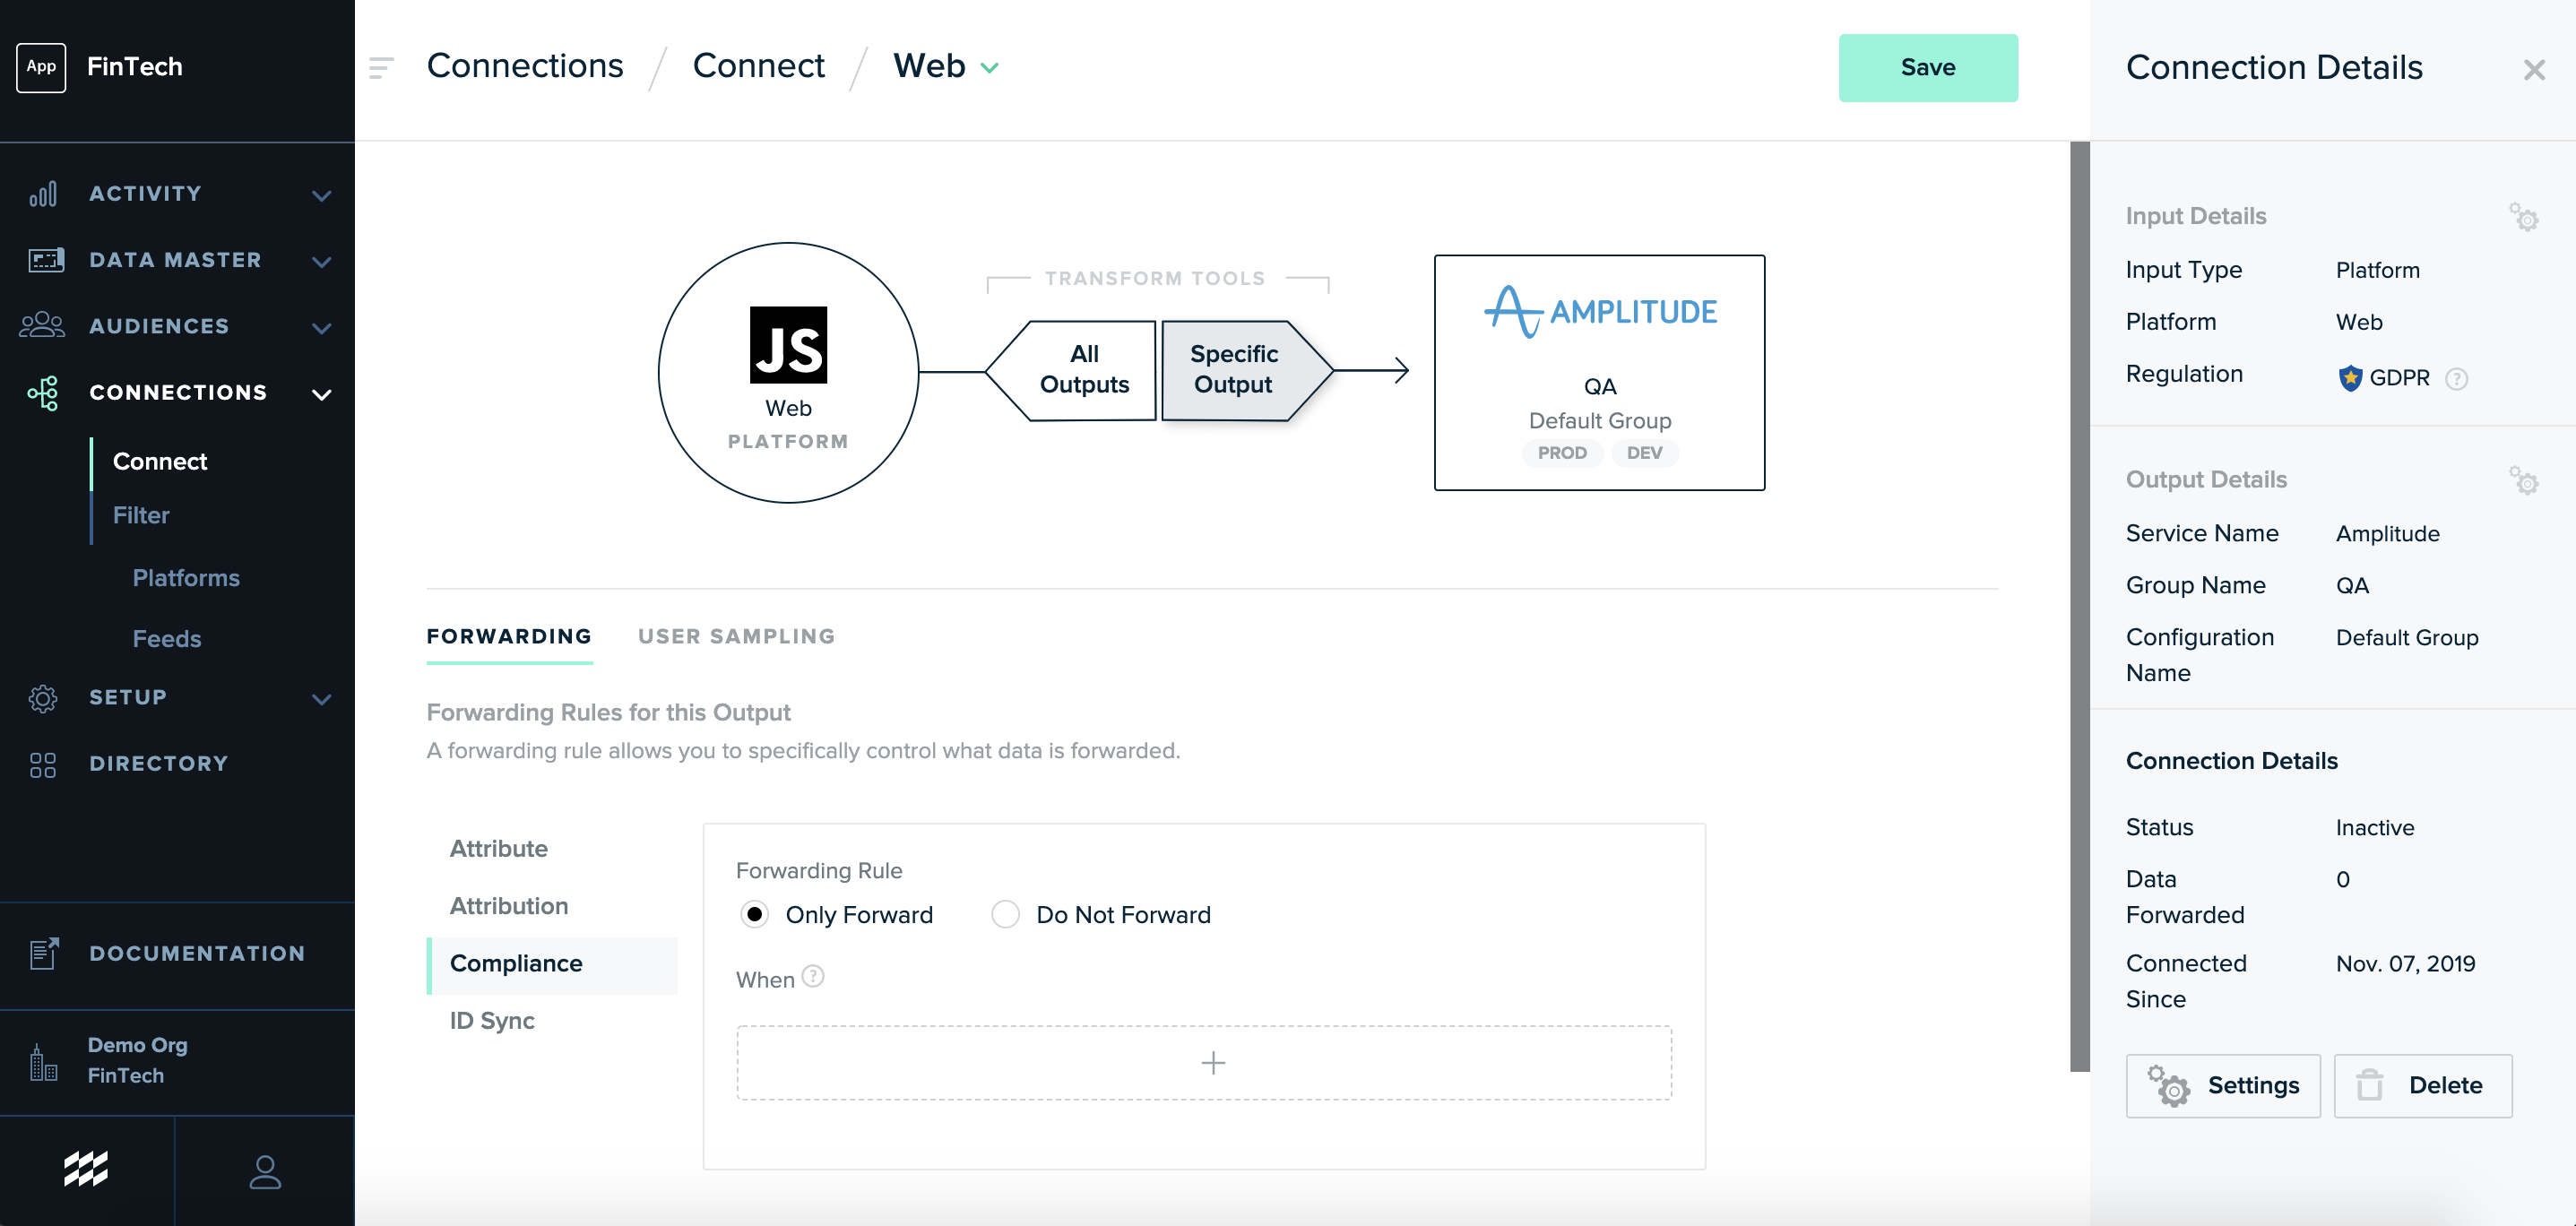 App
FinTech
ACTIVITY
DATA MASTER
AUDIENCES
CONNECTIONS
Connect
Filter
Platforms
Feeds
SETUP
DIRECTORY
DOCUMENTATION
Demo Org
FinTech
Connections / Connect / Web
Save
JS
Web
PLATFORM
TRANSFORM TOOLS
All
Outputs
Specific
Output
AMPLITUDE
QA
Default Group
PROD DEV
FORWARDING USER SAMPLING
Forwarding Rules for this Output
A forwarding rule allows you to specifically control what data is forwarded.
Attribute
Attribution
Compliance
ID Sync
Forwarding Rule
Only Forward Do Not Forward
When ?
+
Connection Details
Input Details
Input Type Platform
Platform Web
Regulation GDPR ?
Output Details
Service Name Amplitude
Group Name QA
Configuration Default Group
Name
Connection Details
Status Inactive
Data 0
Forwarded
Connected Nov. 07, 2019
Since
Settings Delete